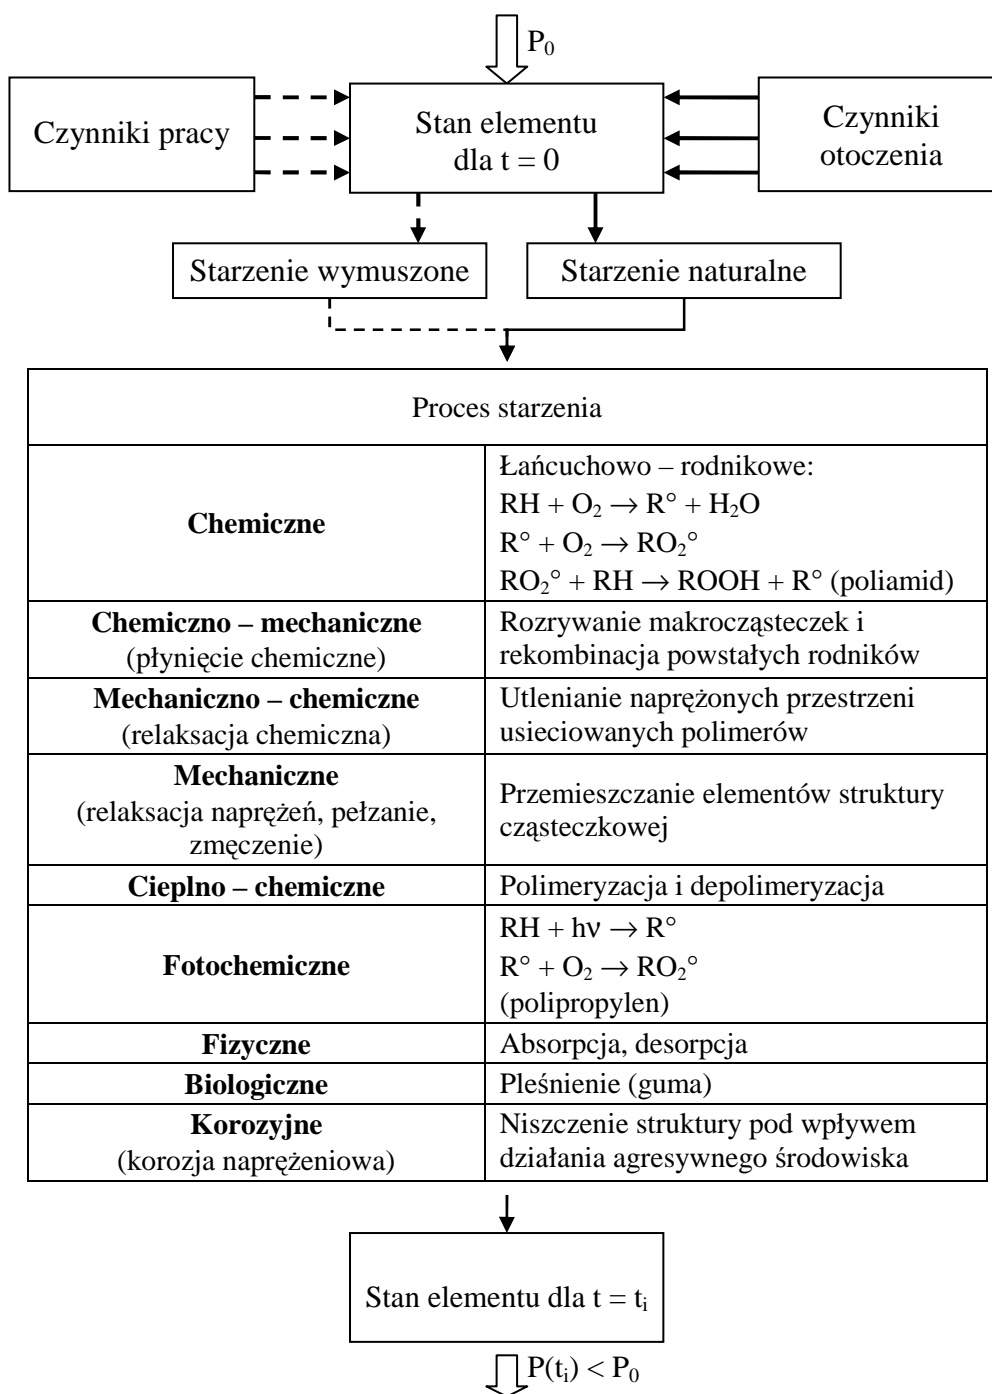 P₀
Czynniki pracy
Stan elementu
dla t = 0
Czynniki
otoczenia
Starzenie wymuszone
Starzenie naturalne
Proces starzenia
Chemiczne
Łańcuchowo – rodnikowe:
RH + O₂ → R° + H₂O
R° + O₂ → RO₂°
RO₂° + RH → ROOH + R° (poliamid)
Chemiczno – mechaniczne
(płynięcie chemiczne)
Rozrywanie makrocząsteczek i
rekombinacja powstałych rodników
Mechaniczno – chemiczne
(relaksacja chemiczna)
Utlenianie naprężonych przestrzeni
usieciowanych polimerów
Mechaniczne
(relaksacja naprężeń, pełzanie,
zmęczenie)
Przemieszczanie elementów struktury
cząsteczkowej
Cieplno – chemiczne
Polimeryzacja i depolimeryzacja
Fotochemiczne
RH + hν → R°
R° + O₂ → RO₂°
(polipropylen)
Fizyczne
Absorpcja, desorpcja
Biologiczne
Pleśnienie (guma)
Korozyjne
(korozja naprężeniowa)
Niszczenie struktury pod wpływem
działania agresywnego środowiska
Stan elementu dla t = tᵢ
P(tᵢ) < P₀